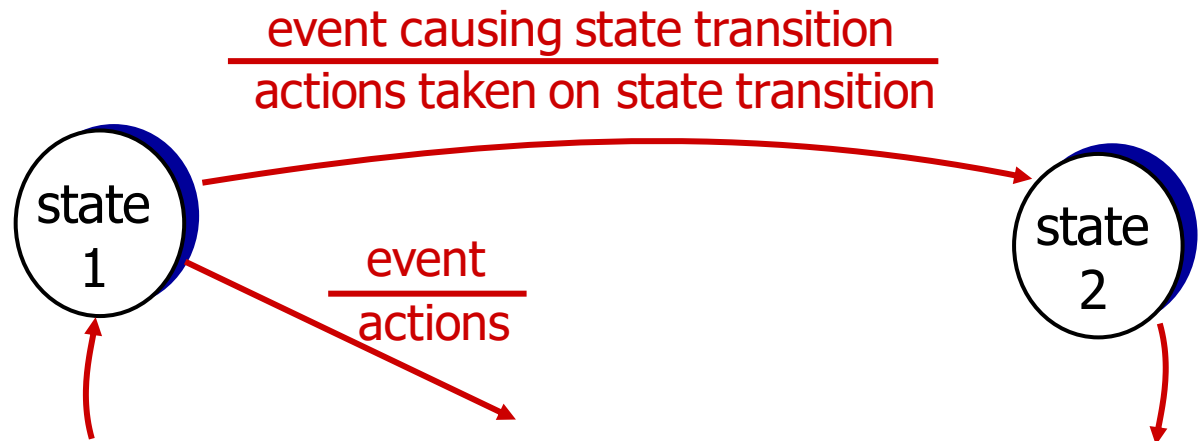 event causing state transition
actions taken on state transition
state
1
event
actions
state
2